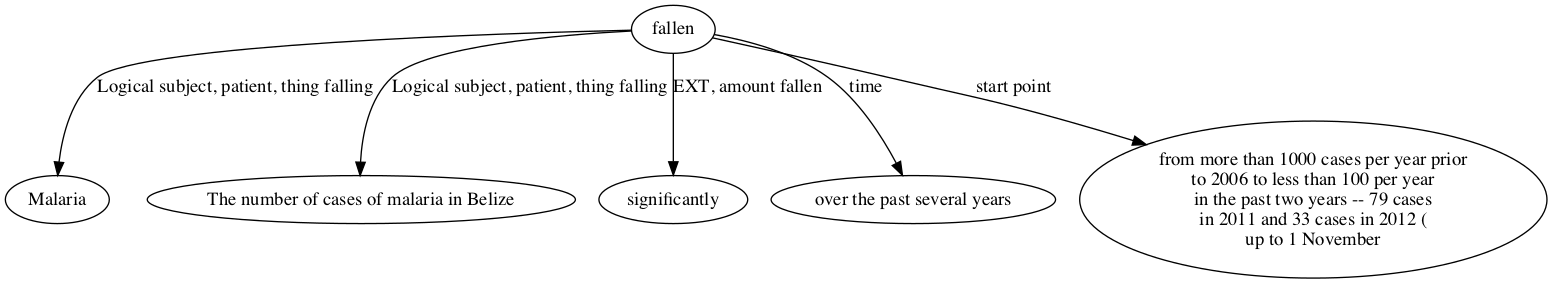 fallen
Logical subject, patient, thing falling
Logical subject, patient, thing falling
EXT, amount fallen
time
start point
Malaria
The number of cases of malaria in Belize
significantly
over the past several years
from more than 1000 cases per year prior
to 2006 to less than 100 per year
in the past two years -- 79 cases
in 2011 and 33 cases in 2012 (
up to 1 November